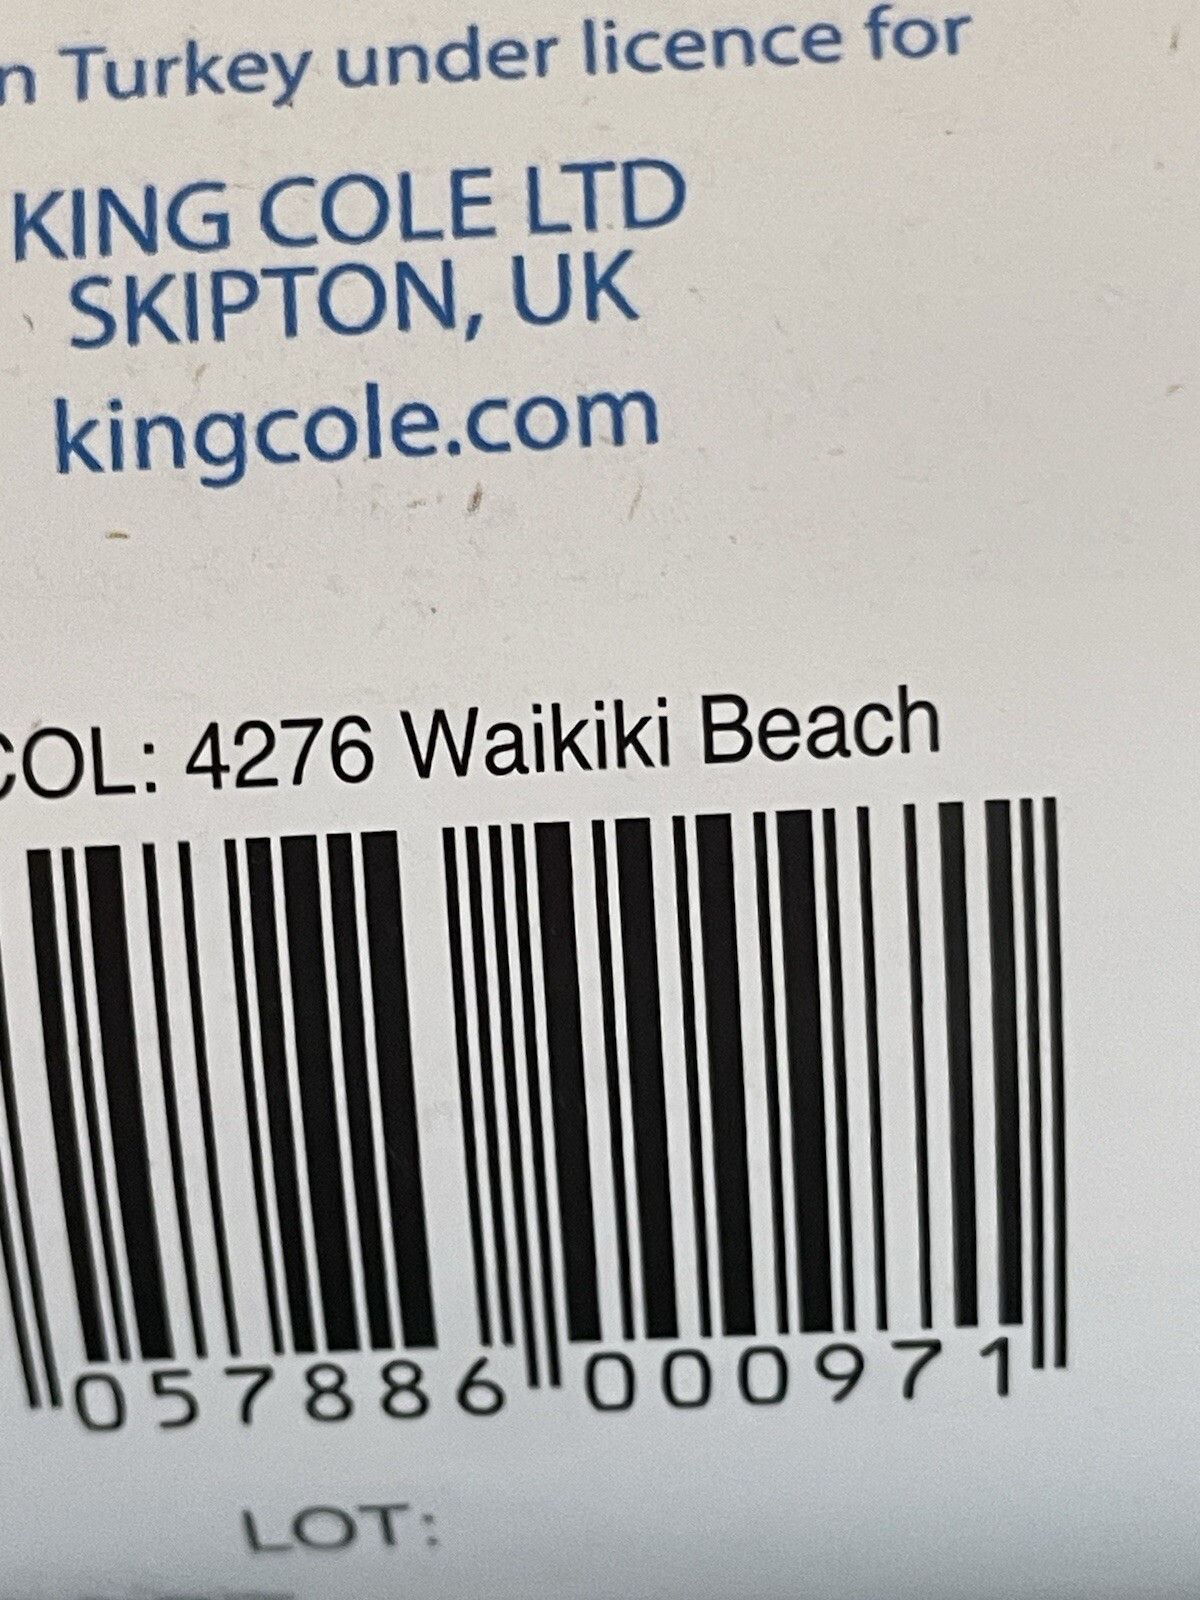 n Turkey under licence for
KING COLE LTD
SKIPTON, UK
kingcole.com
COL: 4276 Waikiki Beach
057886 000971
LOT: